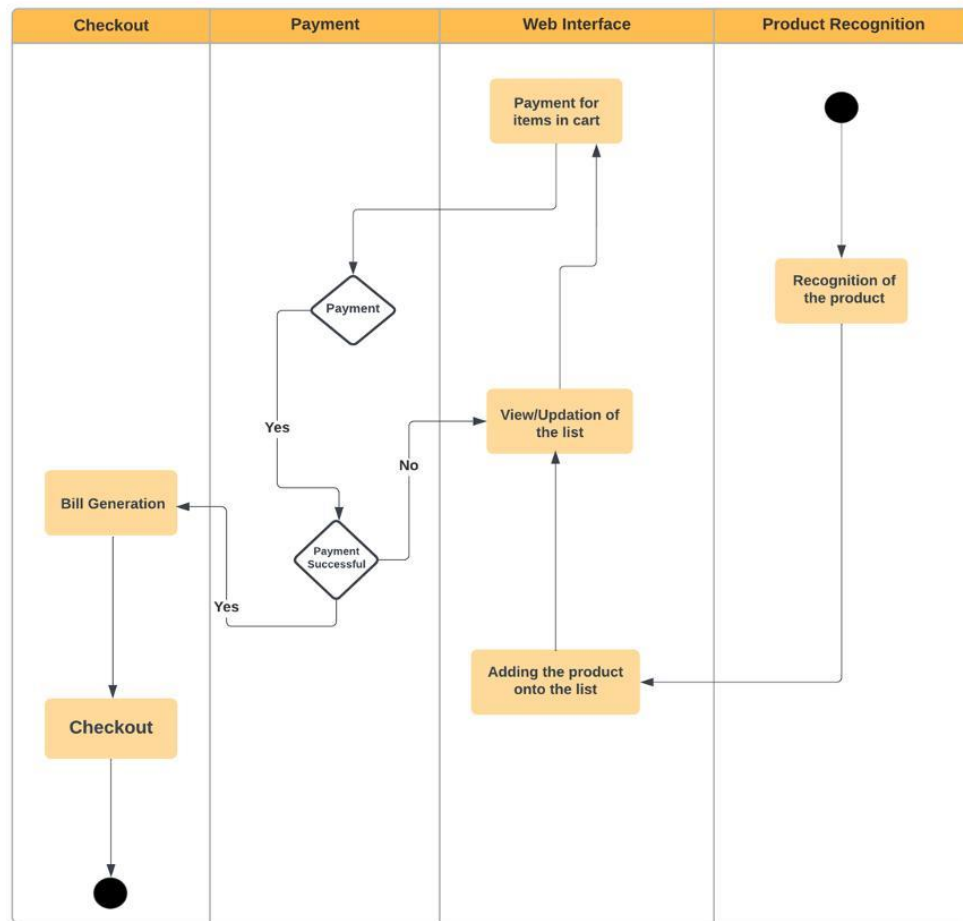 Checkout
Payment
Web Interface
Product Recognition
Payment for
items in cart
Recognition of
the product
Payment
View/Updation of
the list
Yes
No
Bill Generation
Payment
Successful
Yes
Adding the product
onto the list
Checkout